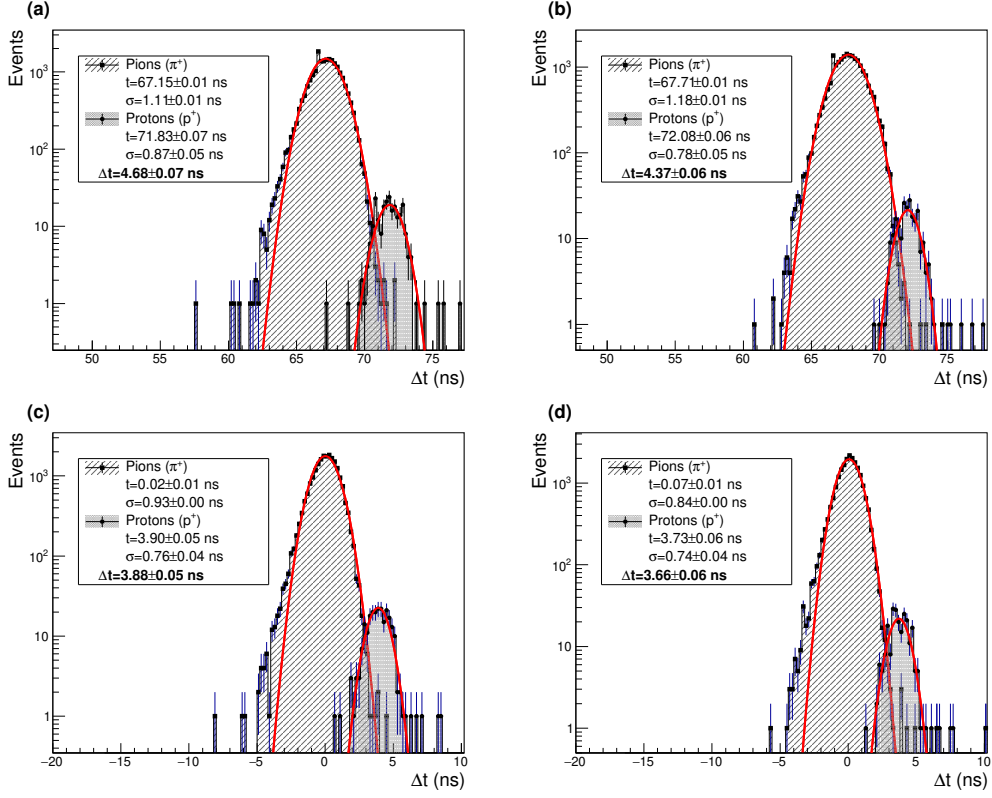 (a)
Events
Pions (π⁺)
t=67.15±0.01 ns
σ=1.11±0.01 ns
Protons (p⁺)
t=71.83±0.07 ns
σ=0.87±0.05 ns
Δt=4.68±0.07 ns
10³
10²
10
1
50 55 60 65 70 75
Δt (ns)
(b)
Events
Pions (π⁺)
t=67.71±0.01 ns
σ=1.18±0.01 ns
Protons (p⁺)
t=72.08±0.06 ns
σ=0.78±0.05 ns
Δt=4.37±0.06 ns
10³
10²
10
1
50 55 60 65 70 75
Δt (ns)
(c)
Events
Pions (π⁺)
t=0.02±0.01 ns
σ=0.93±0.00 ns
Protons (p⁺)
t=3.90±0.05 ns
σ=0.76±0.04 ns
Δt=3.88±0.05 ns
10³
10²
10
1
−20 −15 −10 −5 0 5 10
Δt (ns)
(d)
Events
Pions (π⁺)
t=0.07±0.01 ns
σ=0.84±0.00 ns
Protons (p⁺)
t=3.73±0.06 ns
σ=0.74±0.04 ns
Δt=3.66±0.06 ns
10³
10²
10
1
−20 −15 −10 −5 0 5 10
Δt (ns)